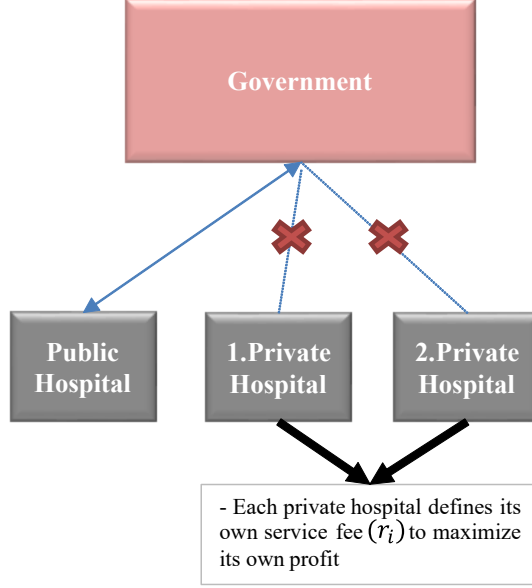 Government
Public
Hospital
1.Private
Hospital
2.Private
Hospital
- Each private hospital defines its
own service fee (rᵢ) to maximize
its own profit